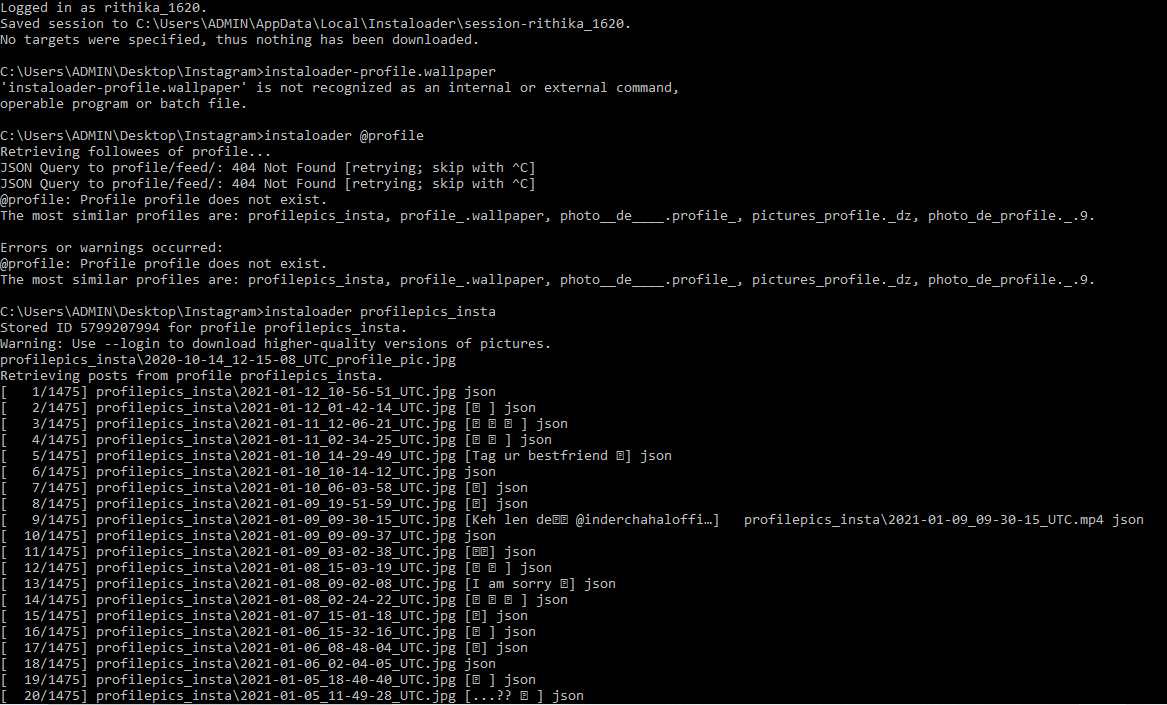 Logged in as rithika_1620.
Saved session to C:\Users\ADMIN\AppData\Local\Instaloader\session-rithika_1620.
No targets were specified, thus nothing has been downloaded.
C:\Users\ADMIN\Desktop\Instagram>instaloader-profile.wallpaper
'instaloader-profile.wallpaper' is not recognized as an internal or external command,
operable program or batch file.
C:\Users\ADMIN\Desktop\Instagram>instaloader @profile
Retrieving followees of profile...
JSON Query to profile/feed/: 404 Not Found [retrying; skip with ^C]
JSON Query to profile/feed/: 404 Not Found [retrying; skip with ^C]
@profile: Profile profile does not exist.
The most similar profiles are: profilepics_insta, profile_.wallpaper, photo__de____.profile_, pictures_profile._dz, photo_de_profile._.9.
Errors or warnings occurred:
@profile: Profile profile does not exist.
The most similar profiles are: profilepics_insta, profile_.wallpaper, photo__de____.profile_, pictures_profile._dz, photo_de_profile._.9.
C:\Users\ADMIN\Desktop\Instagram>instaloader profilepics_insta
Stored ID 5799207994 for profile profilepics_insta.
Warning: Use --login to download higher-quality versions of pictures.
profilepics_insta\2020-10-14_12-15-08_UTC_profile_pic.jpg
Retrieving posts from profile profilepics_insta.
[   1/1475] profilepics_insta\2021-01-12_10-56-51_UTC.jpg json
[   2/1475] profilepics_insta\2021-01-12_01-42-14_UTC.jpg [⍰ ] json
[   3/1475] profilepics_insta\2021-01-11_12-06-21_UTC.jpg [⍰ ⍰ ⍰ ] json
[   4/1475] profilepics_insta\2021-01-11_02-34-25_UTC.jpg [⍰ ⍰ ] json
[   5/1475] profilepics_insta\2021-01-10_14-29-49_UTC.jpg [Tag ur bestfriend ⍰] json
[   6/1475] profilepics_insta\2021-01-10_10-14-12_UTC.jpg json
[   7/1475] profilepics_insta\2021-01-10_06-03-58_UTC.jpg [⍰] json
[   8/1475] profilepics_insta\2021-01-09_19-51-59_UTC.jpg [⍰] json
[   9/1475] profilepics_insta\2021-01-09_09-30-15_UTC.jpg [Keh len de⍰⍰ @inderchahaloffi…]   profilepics_insta\2021-01-09_09-30-15_UTC.mp4 json
[  10/1475] profilepics_insta\2021-01-09_09-09-37_UTC.jpg json
[  11/1475] profilepics_insta\2021-01-09_03-02-38_UTC.jpg [⍰⍰] json
[  12/1475] profilepics_insta\2021-01-08_15-03-19_UTC.jpg [⍰ ⍰ ] json
[  13/1475] profilepics_insta\2021-01-08_09-02-08_UTC.jpg [I am sorry ⍰] json
[  14/1475] profilepics_insta\2021-01-08_02-24-22_UTC.jpg [⍰ ⍰ ⍰ ] json
[  15/1475] profilepics_insta\2021-01-07_15-01-18_UTC.jpg [⍰] json
[  16/1475] profilepics_insta\2021-01-06_15-32-16_UTC.jpg [⍰ ] json
[  17/1475] profilepics_insta\2021-01-06_08-48-04_UTC.jpg [⍰] json
[  18/1475] profilepics_insta\2021-01-06_02-04-05_UTC.jpg json
[  19/1475] profilepics_insta\2021-01-05_18-40-40_UTC.jpg [⍰ ] json
[  20/1475] profilepics_insta\2021-01-05_11-49-28_UTC.jpg [...?? ⍰ ] json